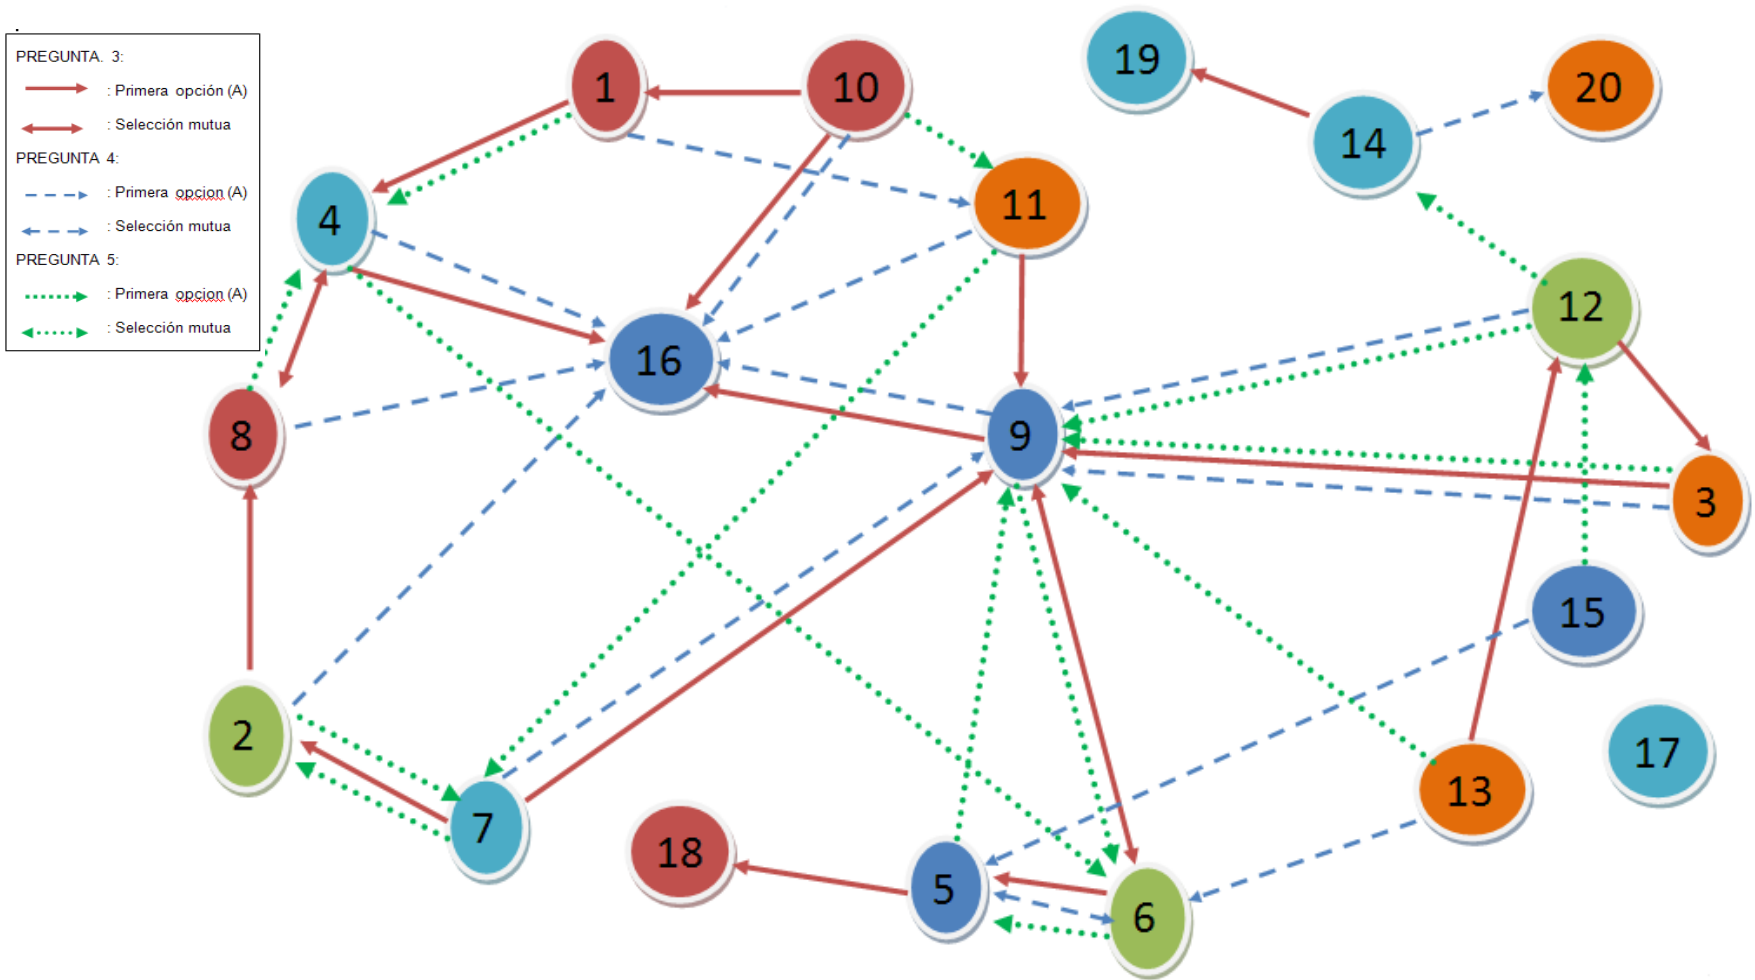 PREGUNTA. 3:
: Primera opción (A)
: Selección mutua
PREGUNTA 4:
: Primera opcion (A)
: Selección mutua
PREGUNTA 5:
: Primera opcion (A)
: Selección mutua
1
10
19
20
14
4
11
12
16
8
9
3
15
2
17
13
7
18
5
6